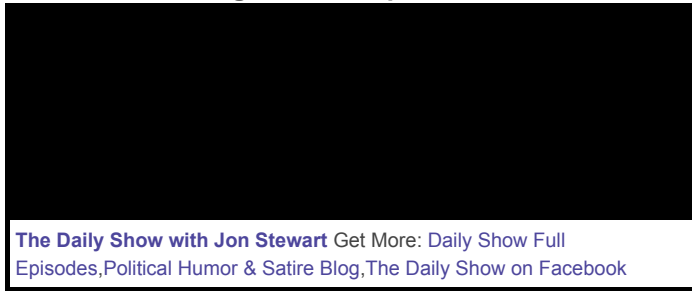 The Daily Show with Jon Stewart Get More: Daily Show Full
Episodes,Political Humor & Satire Blog,The Daily Show on Facebook